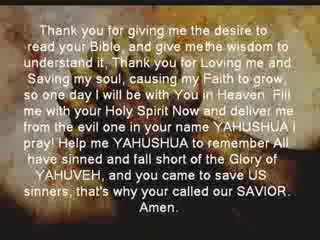 Thank you for giving me the desire to
read your Bible, and give me the wisdom to
understand it, Thank you for Loving me and
Saving my soul, causing my Faith to grow,
so one day I will be with You in Heaven. Fill
me with your Holy Spirit Now and deliver me
from the evil one in your name YAHUSHUA I
pray! Help me YAHUSHUA to remember All
have sinned and fall short of the Glory of
YAHUVEH, and you came to save US
sinners, that's why your called our SAVIOR.
Amen.